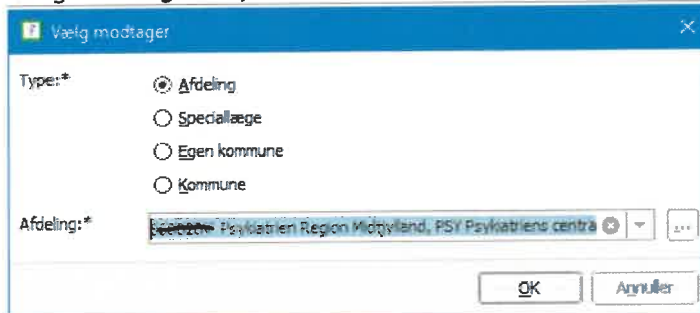 Vælg modtager
Type:*
Afdeling
Speciallæge
Egen kommune
Kommune
Afdeling:*
Psykiatrien Region Midtjylland, PSY Psykiatriens centra
...
OK
Annuller